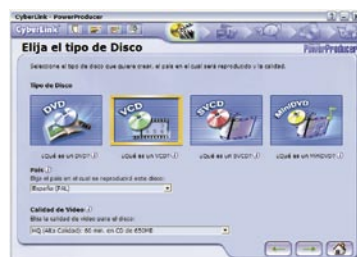 CyberLink - PowerProducer
CyberLink PowerProducer
Elija el tipo de Disco
PowerProducer
Seleccione el tipo de disco que quiere crear, el país en el cual será reproducido y la calidad.
Tipo de Disco
DVD VCD SVCD MiniDVD
¿Qué es un DVD? ¿Qué es un VCD? ¿Qué es un SVCD? ¿Qué es un MINIDVD?
País
Elija el país en el cual se reproducirá este disco:
España (PAL)
Calidad de Video
Elija la calidad de video para el disco:
HQ (Alta Calidad): 60 min. en CD de 650MB